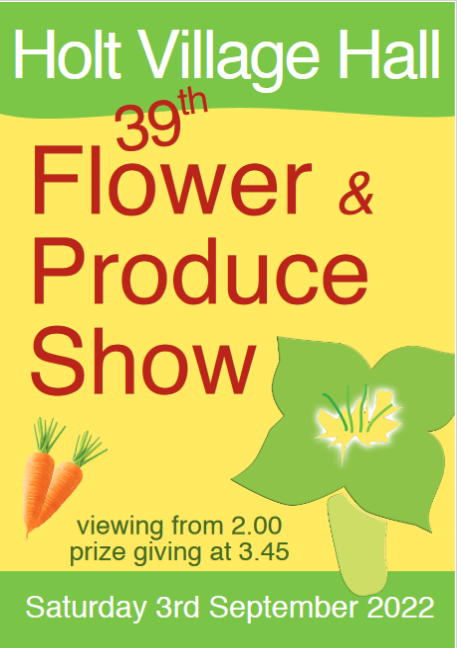 Holt Village Hall
39th
Flower &
Produce
Show
viewing from 2.00
prize giving at 3.45
Saturday 3rd September 2022